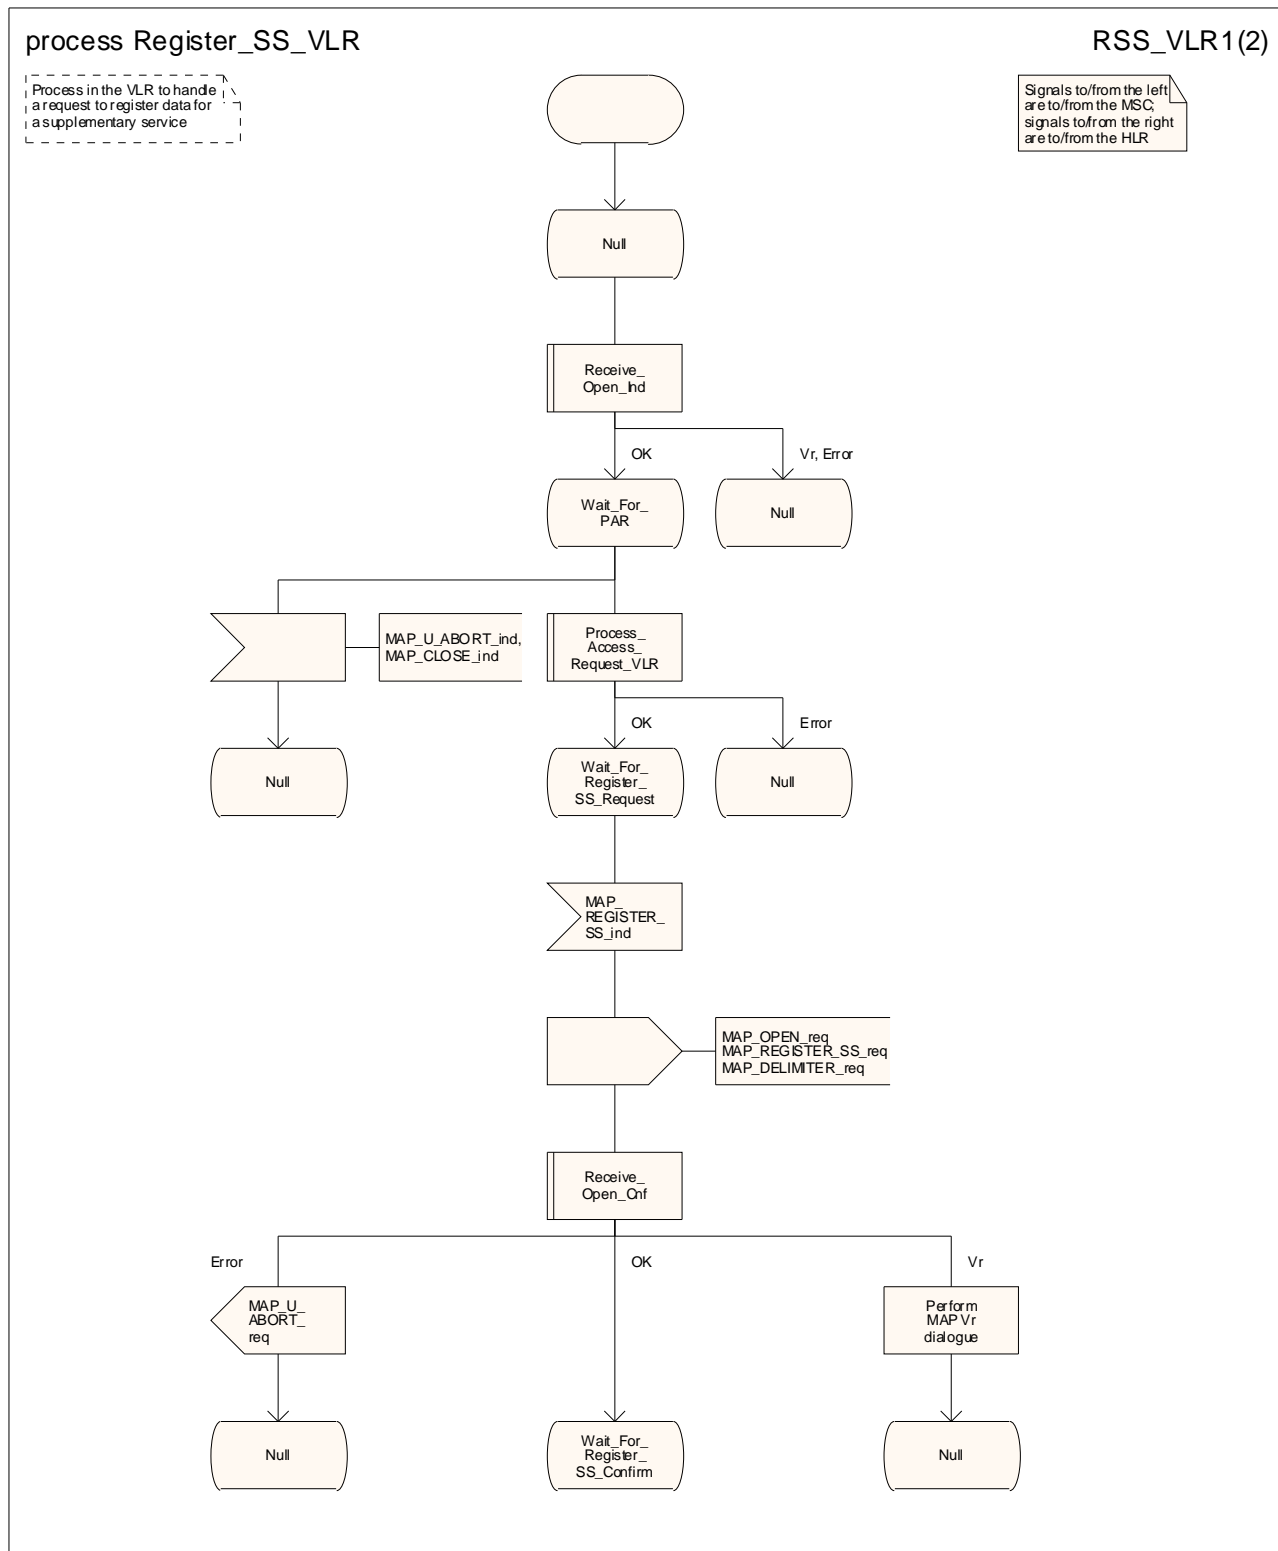 process Register_SS_VLR
RSS_VLR1(2)
Process in the VLR to handle
a request to register data for
a supplementary service
Signals to/from the left
are to/from the MSC;
signals to/from the right
are to/from the HLR
Null
Receive_
Open_Ind
OK
Vr, Error
Wait_For_
PAR
Null
MAP_U_ABORT_ind,
MAP_CLOSE_ind
Process_
Access_
Request_VLR
OK
Error
Null
Wait_For_
Register_
SS_Request
Null
MAP_
REGISTER_
SS_ind
MAP_OPEN_req
MAP_REGISTER_SS_req
MAP_DELIMITER_req
Receive_
Open_Cnf
Error
OK
Vr
MAP_U_
ABORT_
req
Perform
MAP Vr
dialogue
Null
Wait_For_
Register_
SS_Confirm
Null